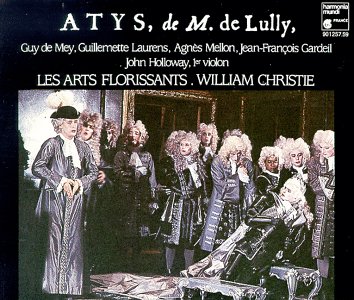 ATYS, de M. de Lully,
harmonia
mundi
FRANCE
901257.59
Guy de Mey, Guillemette Laurens, Agnès Mellon, Jean-François Gardeil
John Holloway, 1er violon
LES ARTS FLORISSANTS . WILLIAM CHRISTIE